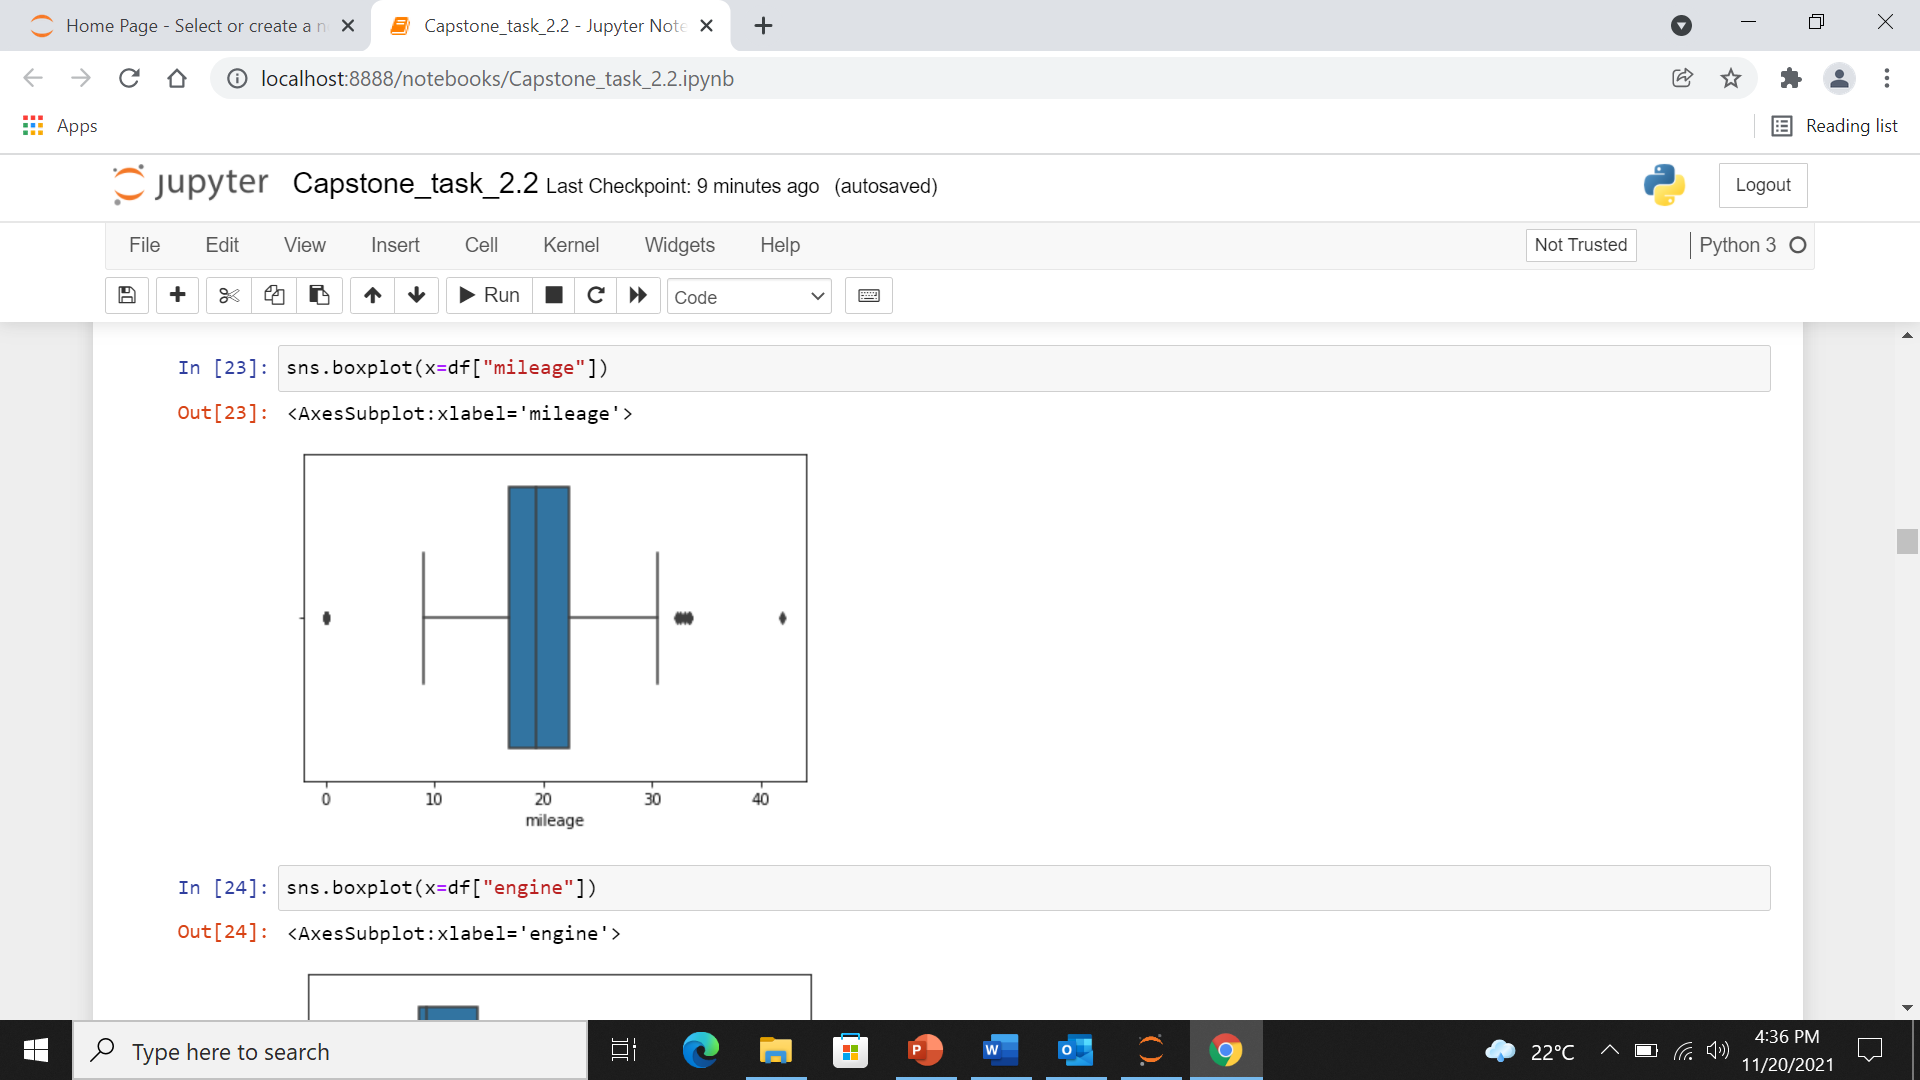 Home Page - Select or create a n
Capstone_task_2.2 - Jupyter Note
localhost:8888/notebooks/Capstone_task_2.2.ipynb
Apps
Reading list
jupyter Capstone_task_2.2 Last Checkpoint: 9 minutes ago (autosaved)
Logout
File Edit View Insert Cell Kernel Widgets Help
Not Trusted
Python 3
Run
Code
In [23]: sns.boxplot(x=df["mileage"])
Out[23]: <AxesSubplot:xlabel='mileage'>
0 10 20 30 40
mileage
In [24]: sns.boxplot(x=df["engine"])
Out[24]: <AxesSubplot:xlabel='engine'>
Type here to search
22°C
4:36 PM
11/20/2021